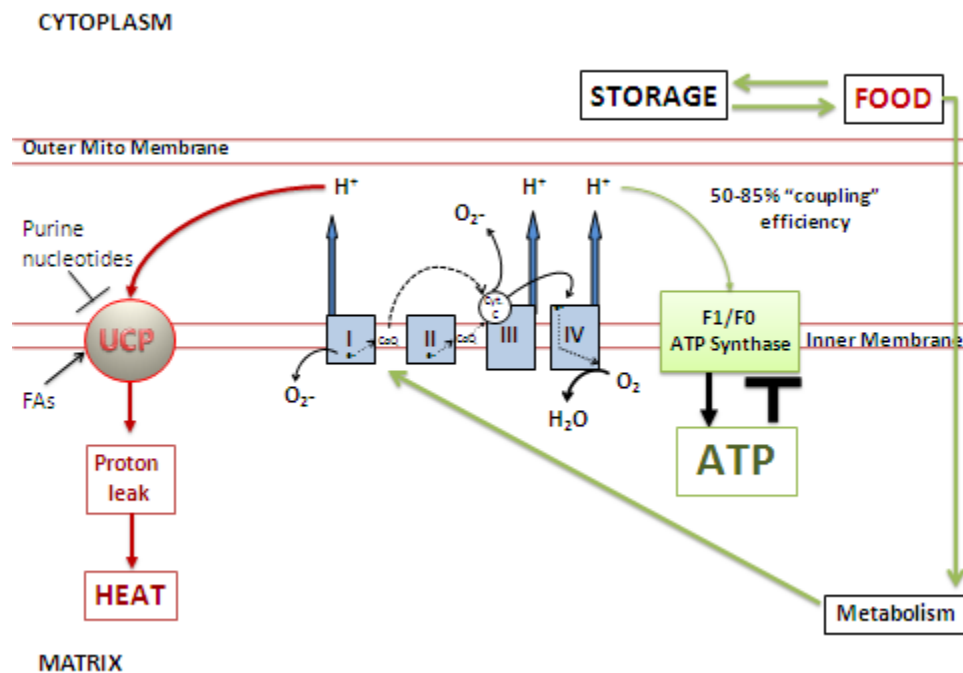 CYTOPLASM
STORAGE
FOOD
Outer Mito Membrane
H⁺
H⁺
H⁺
50-85% “coupling”
efficiency
O₂-
Purine
nucleotides
Cyt
C
UCP
I
CoQ
II
CoQ
III
IV
F1/F0
ATP Synthase
Inner Membrane
FAs
O₂-
O₂
H₂O
ATP
Proton
leak
HEAT
Metabolism
MATRIX